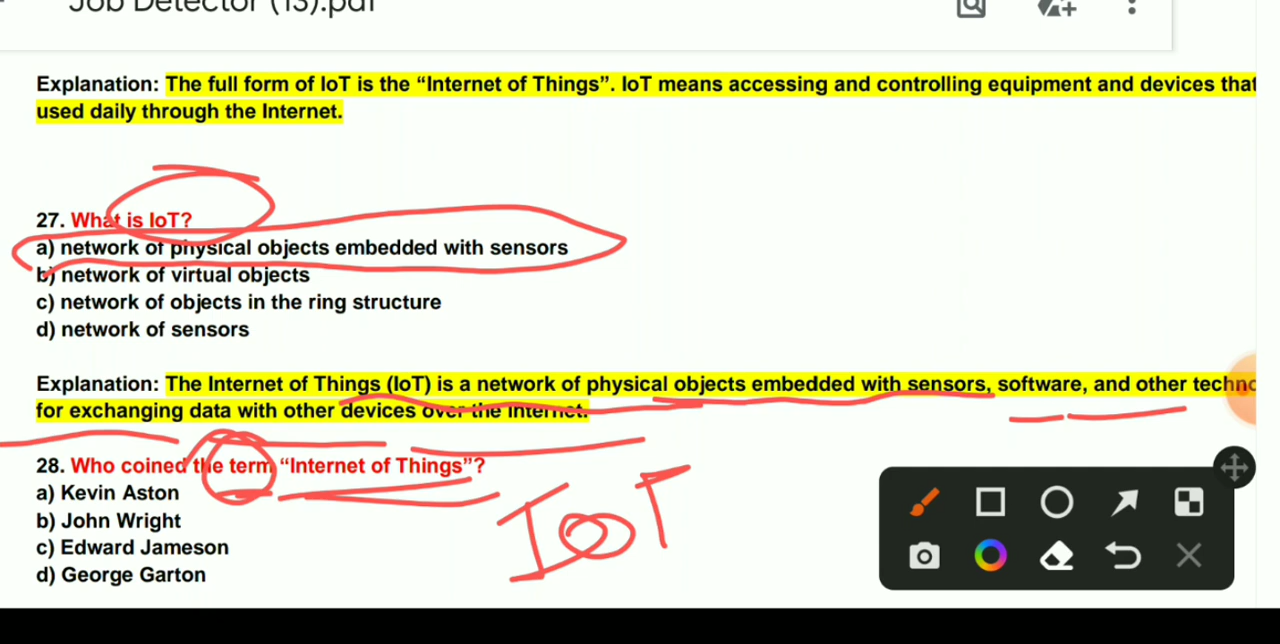 Job Detector (13).pdf
Explanation: The full form of IoT is the “Internet of Things”. IoT means accessing and controlling equipment and devices that
used daily through the Internet.
27. What is IoT?
a) network of physical objects embedded with sensors
b) network of virtual objects
c) network of objects in the ring structure
d) network of sensors
Explanation: The Internet of Things (IoT) is a network of physical objects embedded with sensors, software, and other techno
for exchanging data with other devices over the internet.
28. Who coined the term “Internet of Things”?
a) Kevin Aston
b) John Wright
c) Edward Jameson
d) George Garton
IoT